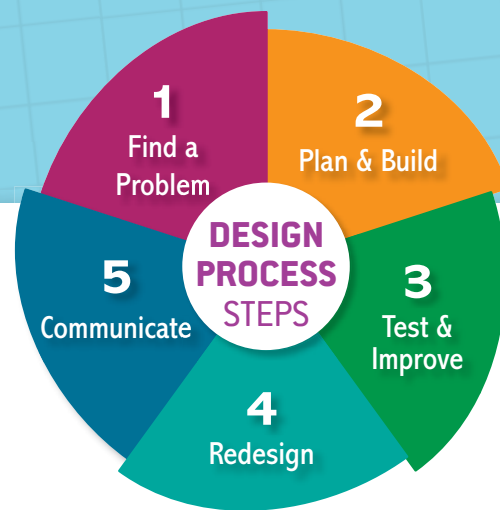 1
Find a
Problem
2
Plan & Build
3
Test &
Improve
4
Redesign
5
Communicate
DESIGN
PROCESS
STEPS